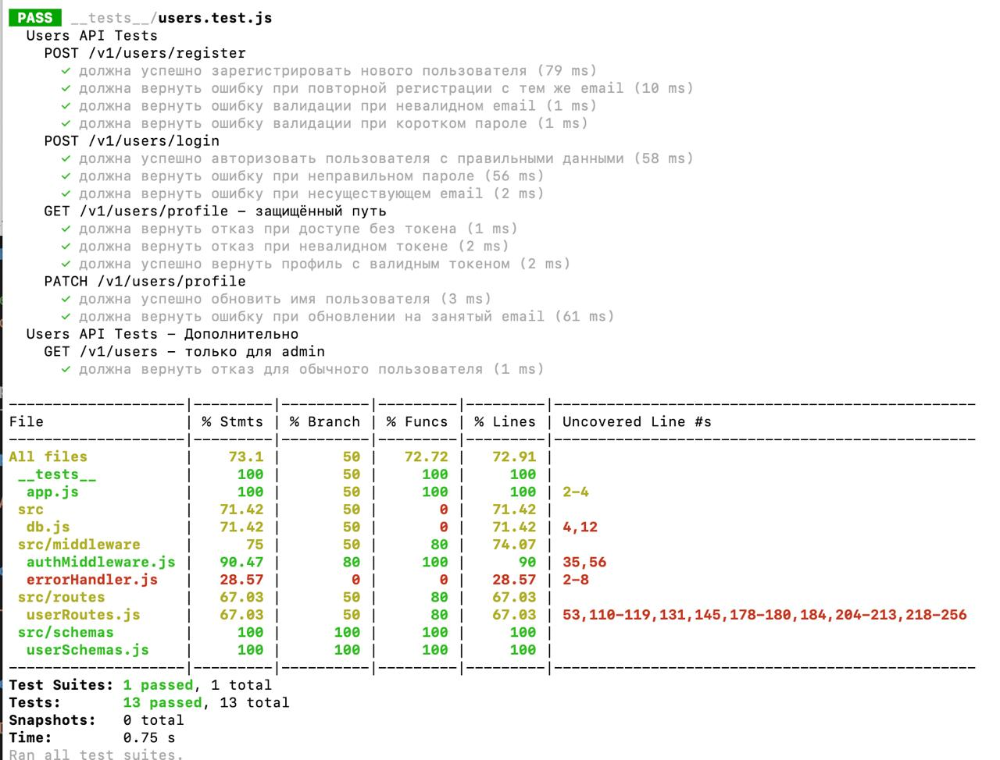 PASS __tests__/users.test.js
Users API Tests
POST /v1/users/register
✓ должна успешно зарегистрировать нового пользователя (79 ms)
✓ должна вернуть ошибку при повторной регистрации с тем же email (10 ms)
✓ должна вернуть ошибку валидации при невалидном email (1 ms)
✓ должна вернуть ошибку валидации при коротком пароле (1 ms)
POST /v1/users/login
✓ должна успешно авторизовать пользователя с правильными данными (58 ms)
✓ должна вернуть ошибку при неправильном пароле (56 ms)
✓ должна вернуть ошибку при несуществующем email (2 ms)
GET /v1/users/profile — защищённый путь
✓ должна вернуть отказ при доступе без токена (1 ms)
✓ должна вернуть отказ при невалидном токене (2 ms)
✓ должна успешно вернуть профиль с валидным токеном (2 ms)
PATCH /v1/users/profile
✓ должна успешно обновить имя пользователя (3 ms)
✓ должна вернуть ошибку при обновлении на занятый email (61 ms)
Users API Tests — Дополнительно
GET /v1/users — только для admin
✓ должна вернуть отказ для обычного пользователя (1 ms)
--------------------|---------|----------|---------|---------|------------------------------------------------
File | % Stmts | % Branch | % Funcs | % Lines | Uncovered Line #s
--------------------|---------|----------|---------|---------|------------------------------------------------
All files | 73.1 | 50 | 72.72 | 72.91 |
__tests__ | 100 | 50 | 100 | 100 |
app.js | 100 | 50 | 100 | 100 | 2-4
src | 71.42 | 50 | 0 | 71.42 |
db.js | 71.42 | 50 | 0 | 71.42 | 4,12
src/middleware | 75 | 50 | 80 | 74.07 |
authMiddleware.js | 90.47 | 80 | 100 | 90 | 35,56
errorHandler.js | 28.57 | 0 | 0 | 28.57 | 2-8
src/routes | 67.03 | 50 | 80 | 67.03 |
userRoutes.js | 67.03 | 50 | 80 | 67.03 | 53,110-119,131,145,178-180,184,204-213,218-256
src/schemas | 100 | 100 | 100 | 100 |
userSchemas.js | 100 | 100 | 100 | 100 |
--------------------|---------|----------|---------|---------|------------------------------------------------
Test Suites: 1 passed, 1 total
Tests: 13 passed, 13 total
Snapshots: 0 total
Time: 0.75 s
Ran all test suites.